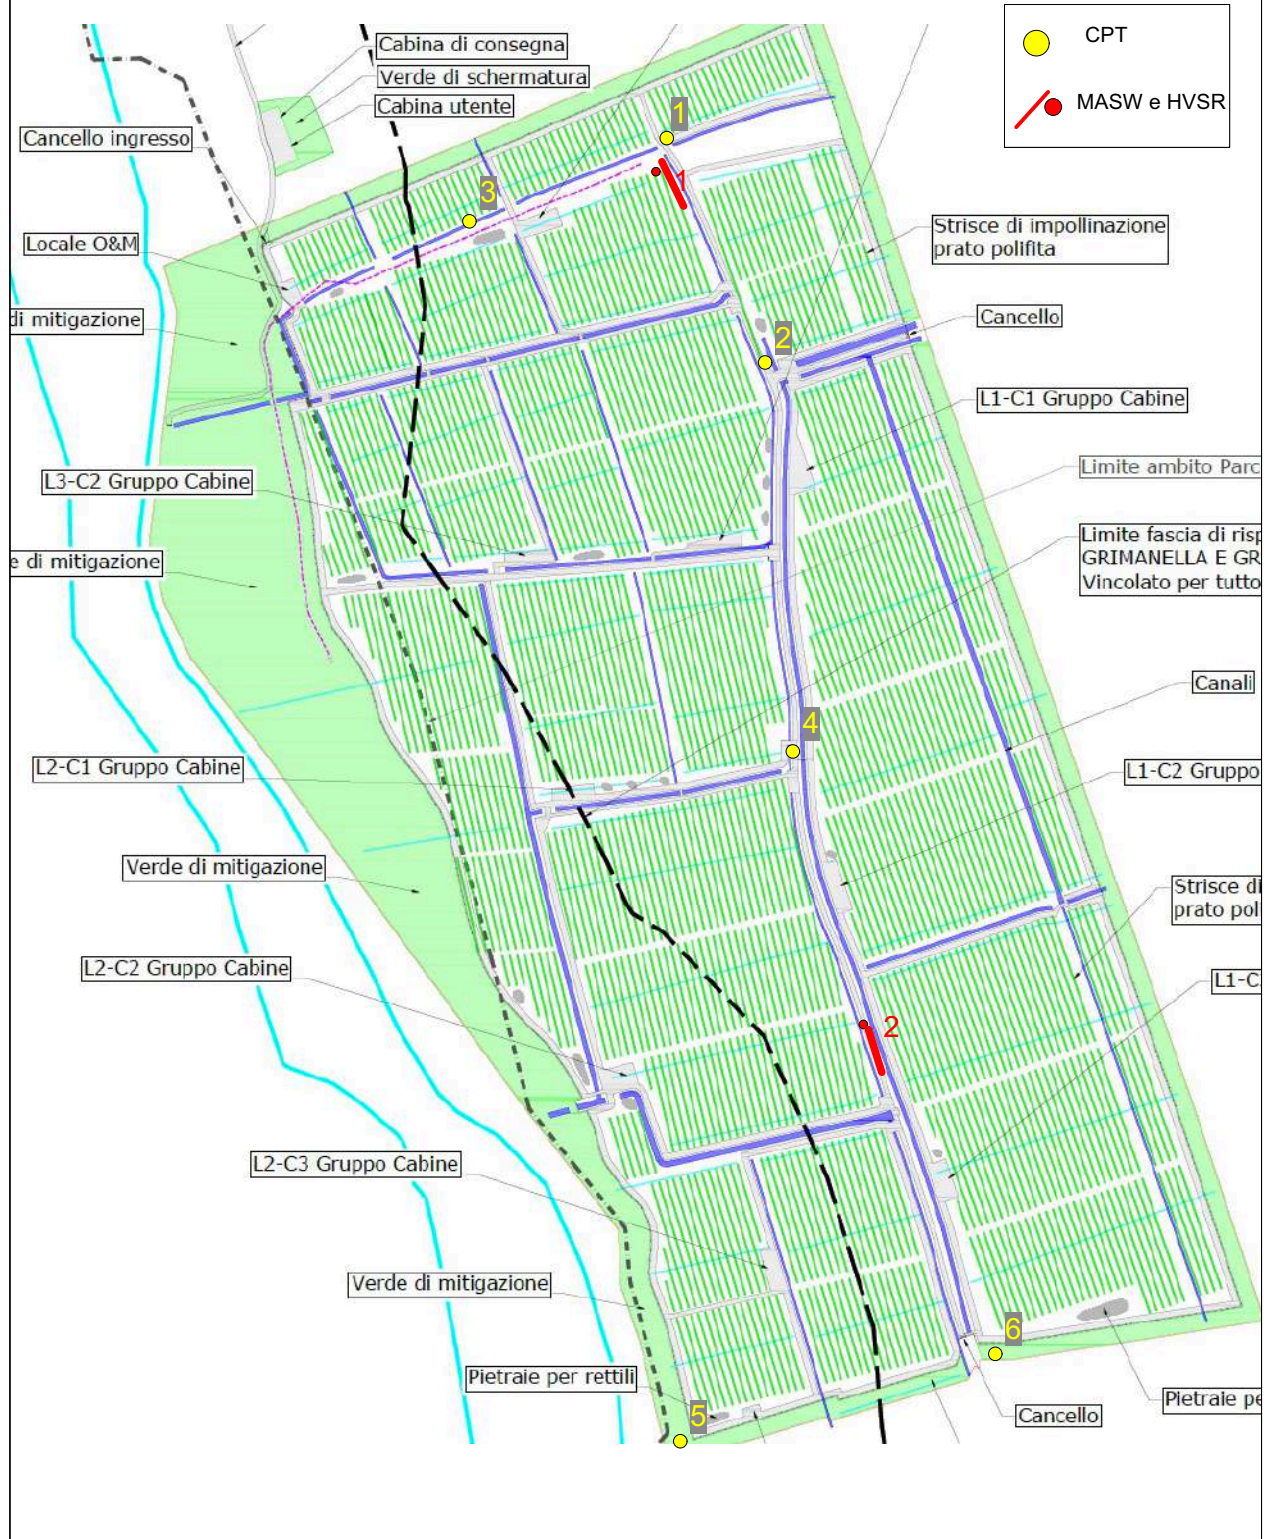 CPT
MASW e HVSR
Cabina di consegna
Verde di schermatura
Cabina utente
Cancello ingresso
1
1
3
Locale O&M
Strisce di impollinazione
prato polifita
di mitigazione
Cancello
2
L1-C1 Gruppo Cabine
Limite ambito Parc
L3-C2 Gruppo Cabine
Limite fascia di risp
GRIMANELLA E GR
Vincolato per tutto
e di mitigazione
Canali
4
L2-C1 Gruppo Cabine
L1-C2 Gruppo
Verde di mitigazione
Strisce di
prato pol
L2-C2 Gruppo Cabine
L1-C
2
L2-C3 Gruppo Cabine
Verde di mitigazione
6
Pietraie per rettili
Pietraie pe
5
Cancello